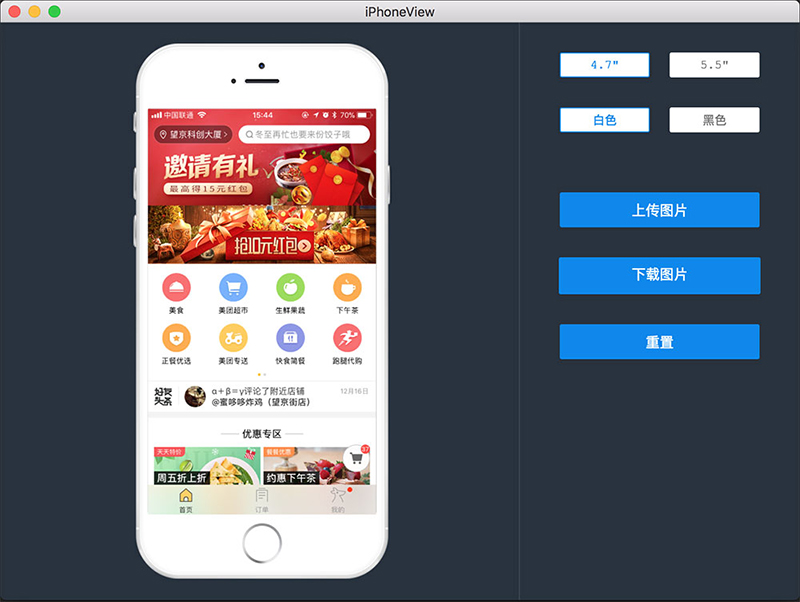 iPhoneView
中国联通 15:44 70%
望京科创大厦 冬至再忙也要来份饺子哦
邀请有礼
最高得15元红包
抢10元红包
美食 美团超市 生鲜果蔬 下午茶
正餐优选 美团专送 快食简餐 跑腿代购
好友头条
α＋β＝γ评论了附近店铺 12月16日
@蜜哆哆炸鸡（望京街店）
优惠专区
天天特价 看餐优惠
周五折上折 约惠下午茶
首页 订单 我的
4.7" 5.5"
白色 黑色
上传图片
下载图片
重置